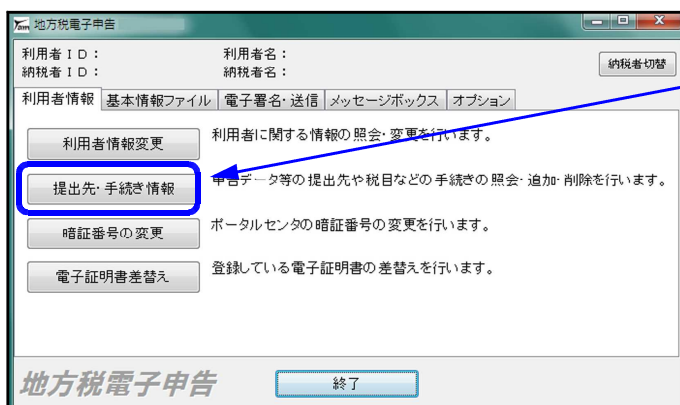 地方税電子申告
利用者ID：
利用者名：
納税者ID：
納税者名：
納税者切替
利用者情報
基本情報ファイル
電子署名・送信
メッセージボックス
オプション
利用者情報変更
利用者に関する情報の照会・変更を行います。
提出先・手続き情報
申告データ等の提出先や税目などの手続きの照会・追加・削除を行います。
暗証番号の変更
ポータルセンタの暗証番号の変更を行います。
電子証明書差替え
登録している電子証明書の差替えを行います。
地方税電子申告
終了